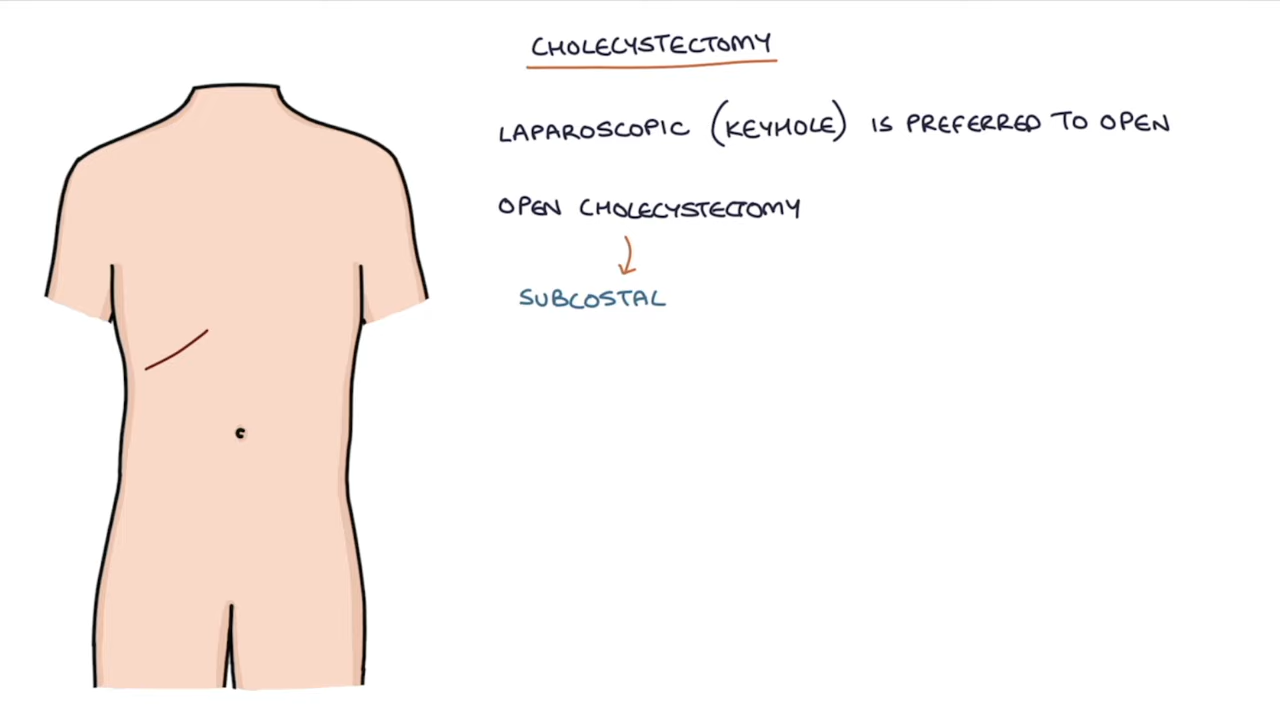 CHOLECYSTECTOMY
LAPAROSCOPIC (KEYHOLE) IS PREFERRED TO OPEN
OPEN CHOLECYSTECTOMY
SUBCOSTAL